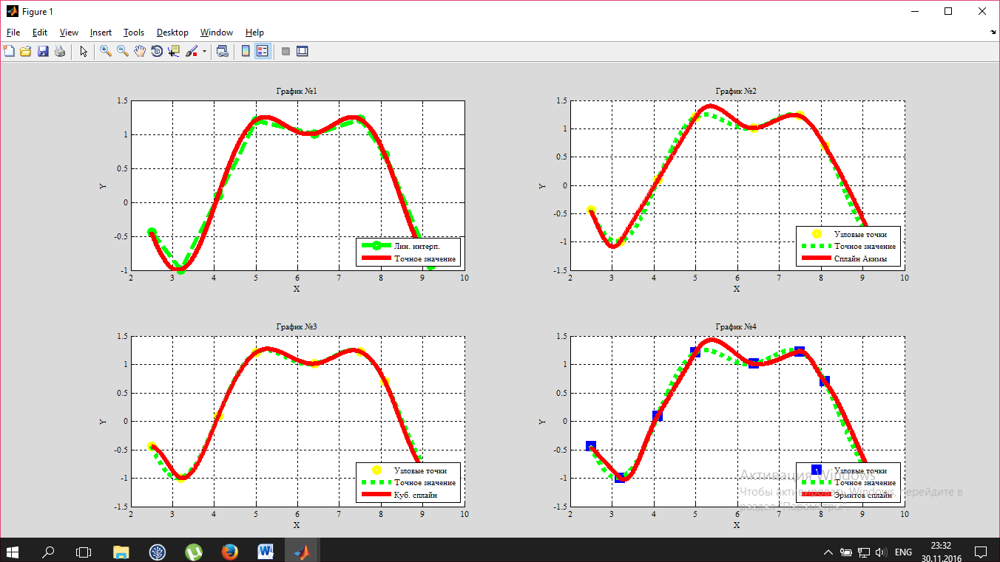 Figure 1
File Edit View Insert Tools Desktop Window Help
График №1
1.5
1
0.5
0
-0.5
-1
Y
2 3 4 5 6 7 8 9 10
X
Лин. интерп.
Точное значение
График №2
1.5
1
0.5
0
-0.5
-1
-1.5
Y
2 3 4 5 6 7 8 9 10
X
Узловые точки
Точное значение
Сплайн Акимы
График №3
1.5
1
0.5
0
-0.5
-1
-1.5
Y
2 3 4 5 6 7 8 9 10
X
Узловые точки
Точное значение
Куб. сплайн
График №4
1.5
1
0.5
0
-0.5
-1
-1.5
Y
2 3 4 5 6 7 8 9 10
X
Узловые точки
Точное значение
Эрмитов сплайн
Активация Windows
Чтобы активировать Windows, перейдите в
раздел "Параметры".
ENG
23:32
30.11.2016